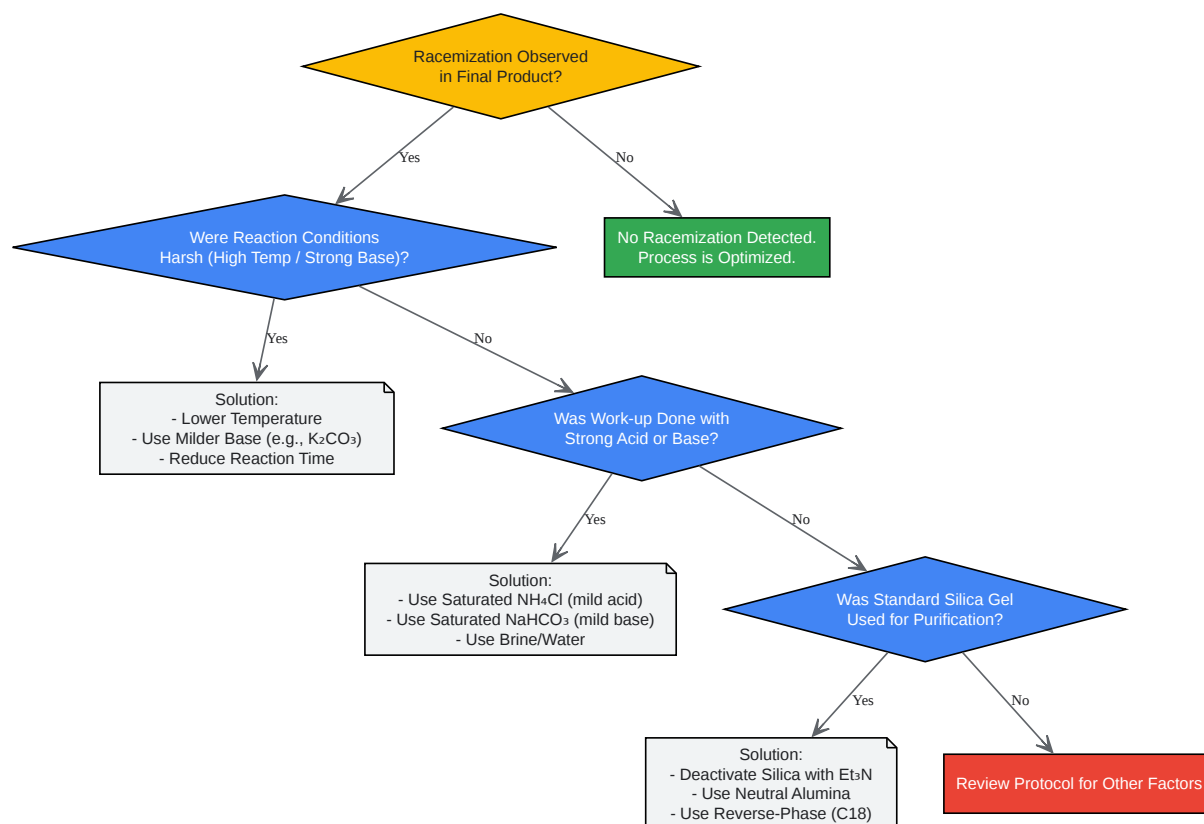 Racemization Observed
in Final Product?
Yes
No
Were Reaction Conditions
Harsh (High Temp / Strong Base)?
No Racemization Detected.
Process is Optimized.
Yes
No
Solution:
- Lower Temperature
- Use Milder Base (e.g., K₂CO₃)
- Reduce Reaction Time
Was Work-up Done with
Strong Acid or Base?
Yes
No
Solution:
- Use Saturated NH₄Cl (mild acid)
- Use Saturated NaHCO₃ (mild base)
- Use Brine/Water
Was Standard Silica Gel
Used for Purification?
Yes
No
Solution:
- Deactivate Silica with Et₃N
- Use Neutral Alumina
- Use Reverse-Phase (C18)
Review Protocol for Other Factors